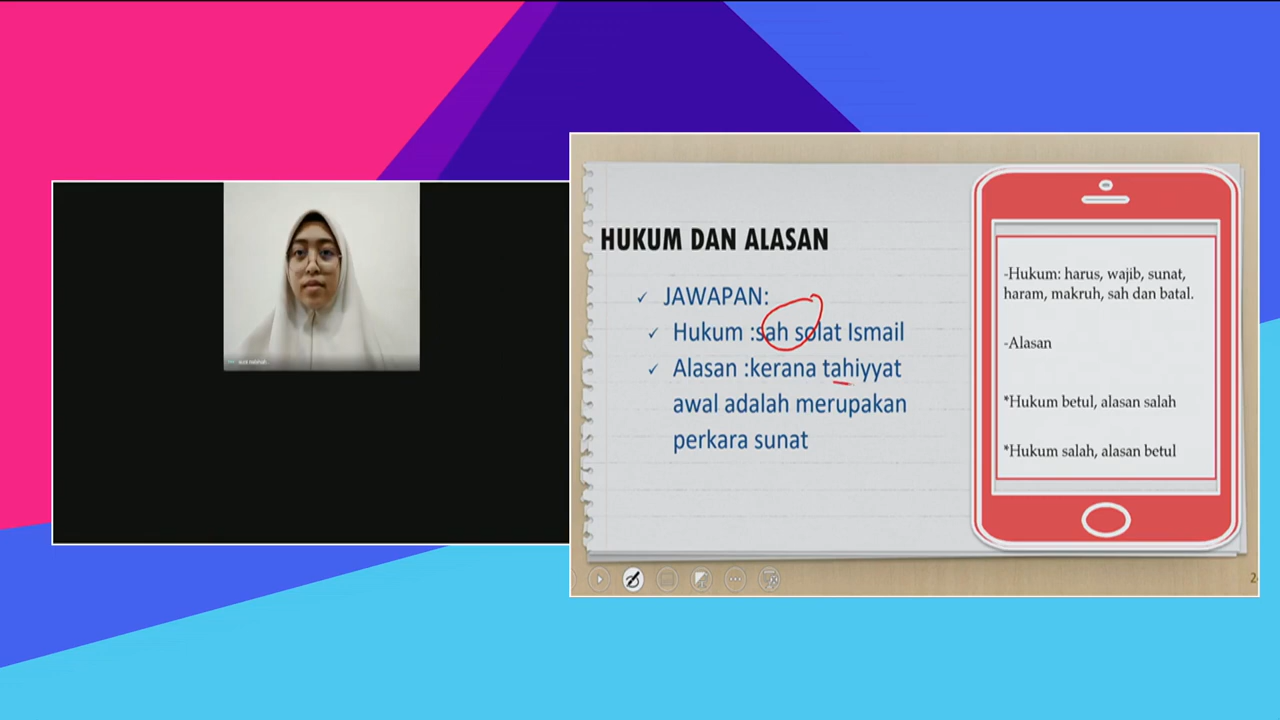 HUKUM DAN ALASAN
✓ JAWAPAN:
✓ Hukum :sah solat Ismail
✓ Alasan :kerana tahiyyat
awal adalah merupakan
perkara sunat
-Hukum: harus, wajib, sunat,
haram, makruh, sah dan batal.
-Alasan
*Hukum betul, alasan salah
*Hukum salah, alasan betul